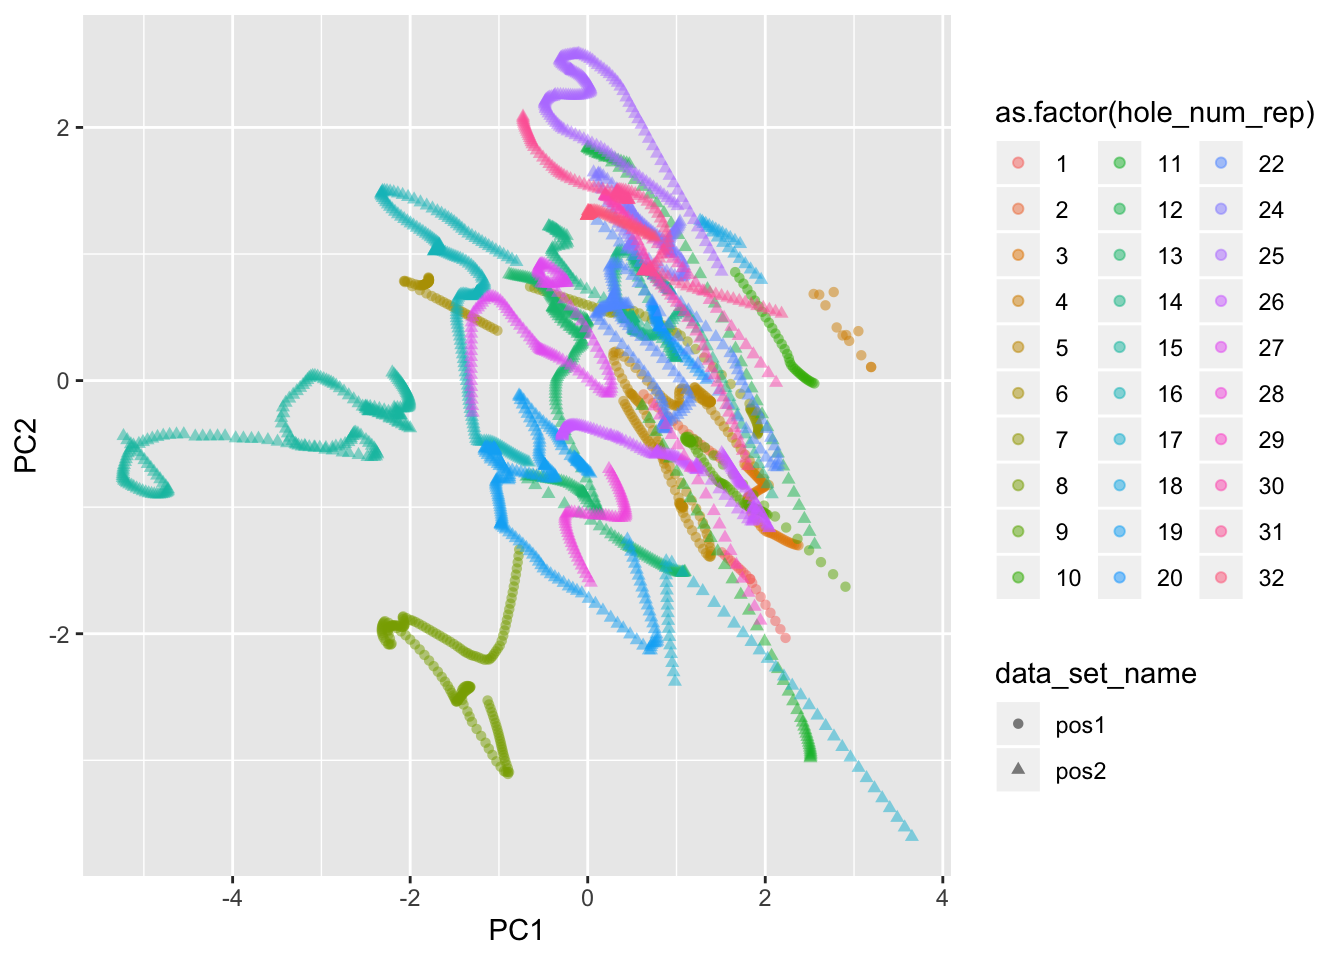 PC2
2
0
-2
-4
-2
0
2
4
PC1
as.factor(hole_num_rep)
1 11 22
2 12 24
3 13 25
4 14 26
5 15 27
6 16 28
7 17 29
8 18 30
9 19 31
10 20 32
data_set_name
pos1
pos2